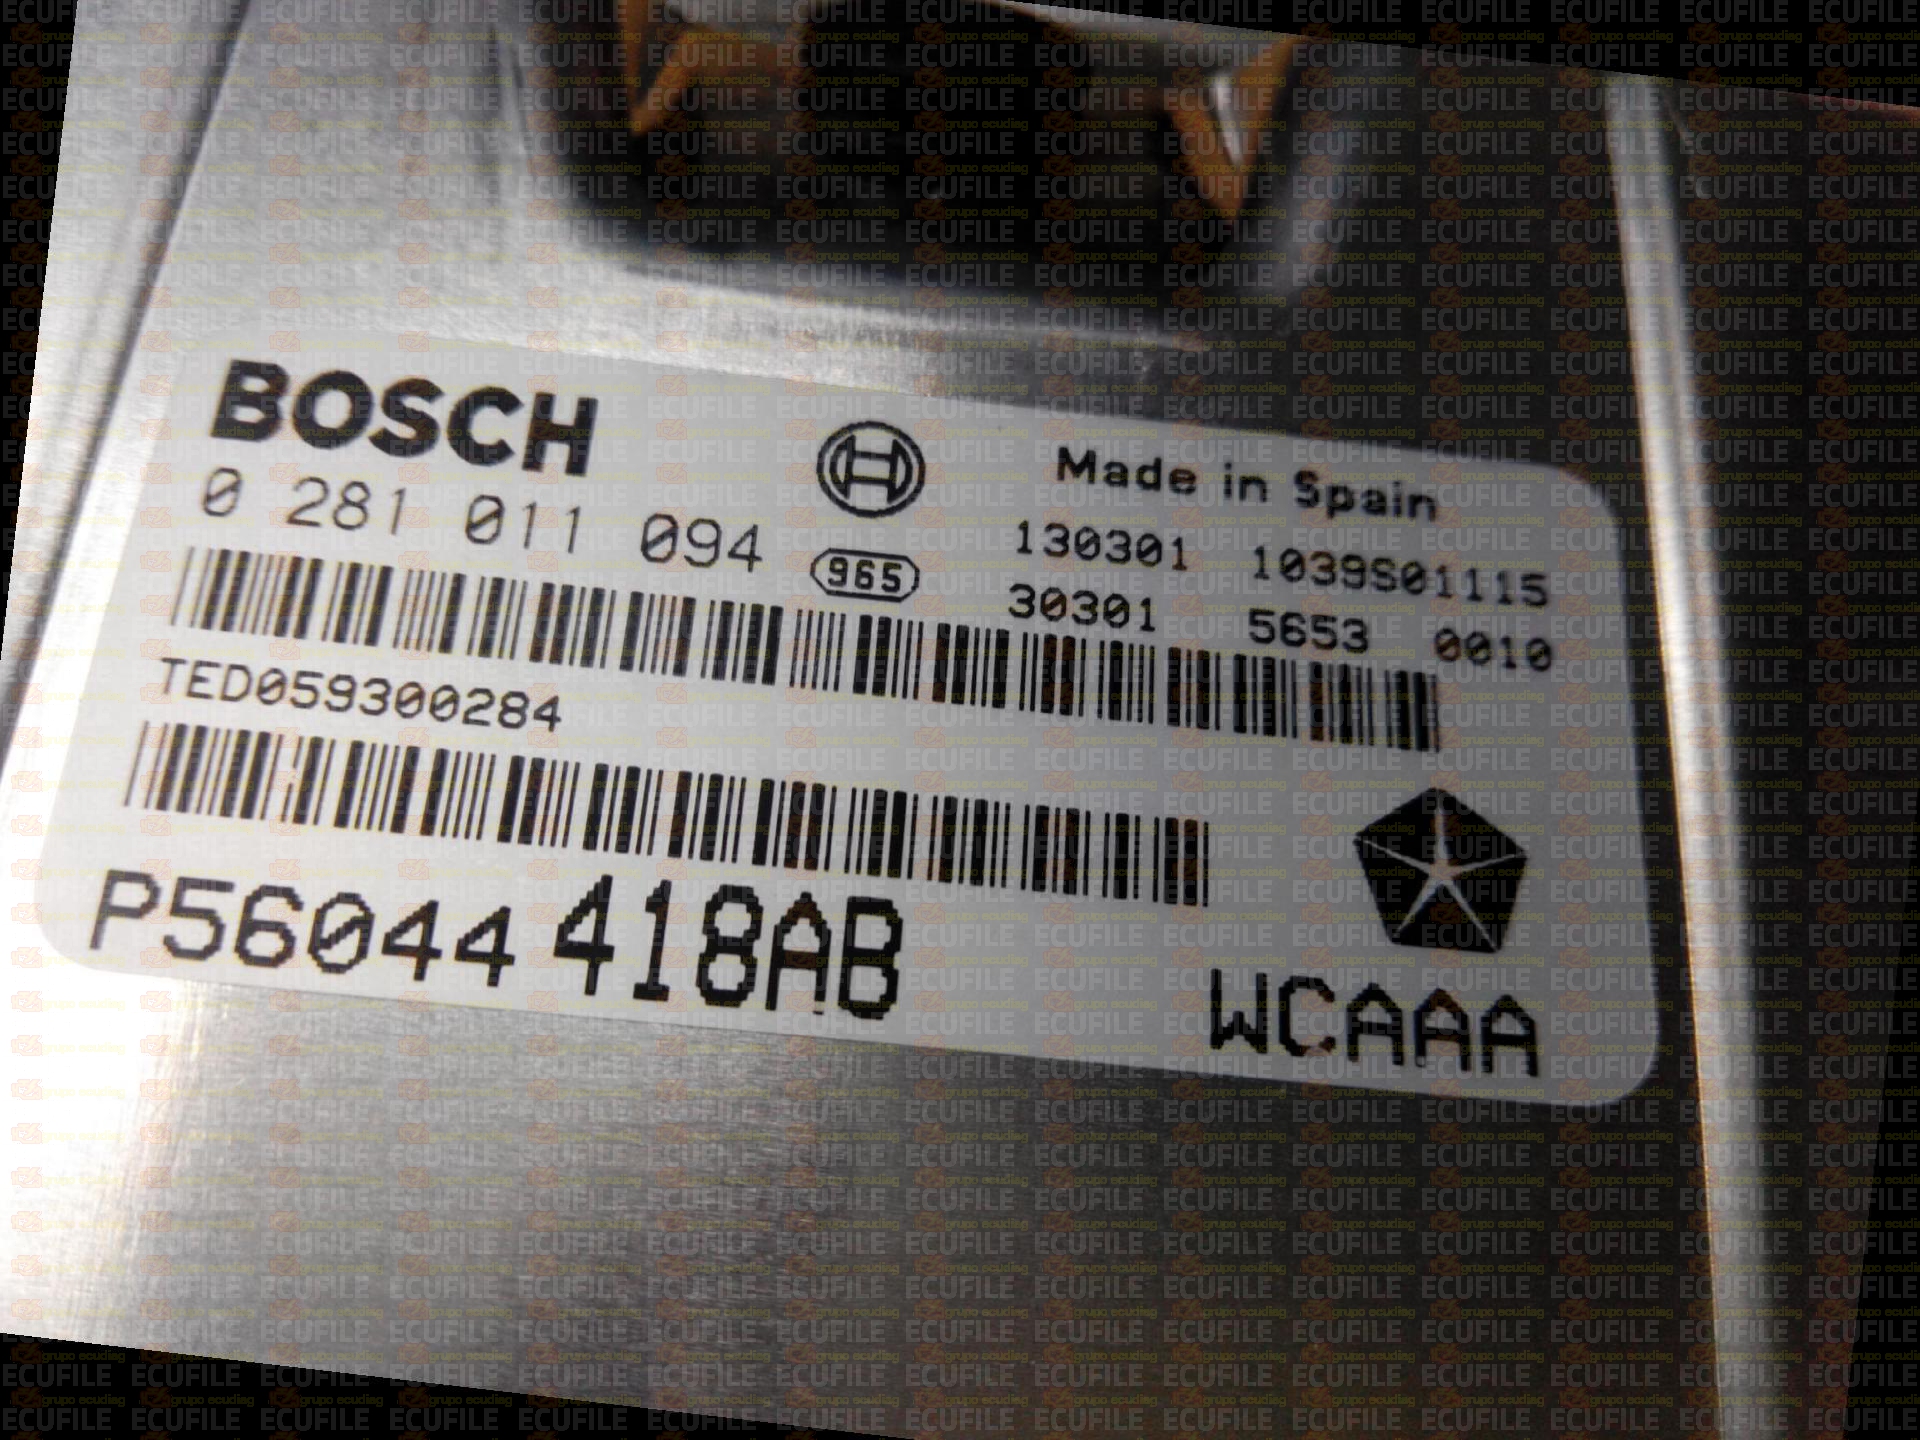 BOSCH
0 281 011 094
965
Made in Spain
130301 1039S01115
30301 5653 0010
TED059300284
P56044418AB
WCAAA
ECUFILE
grupo ecudiag